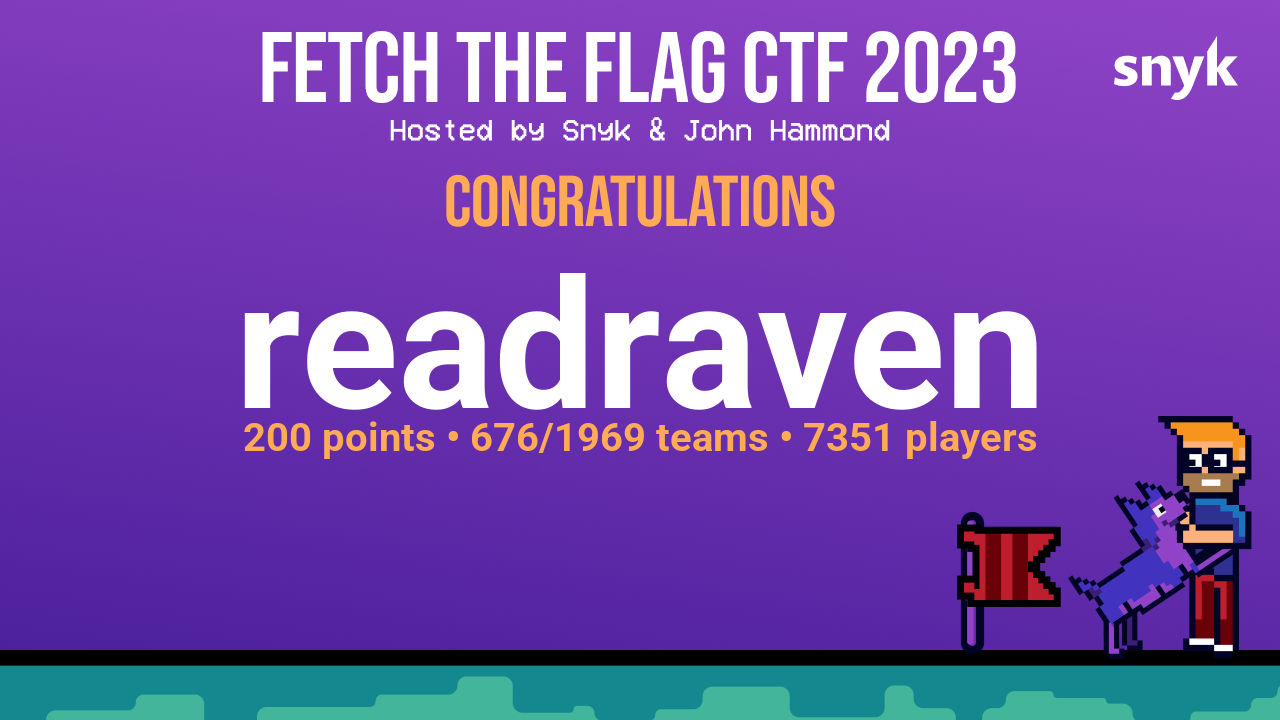 FETCH THE FLAG CTF 2023
snyk
Hosted by Snyk & John Hammond
CONGRATULATIONS
readraven
200 points • 676/1969 teams • 7351 players